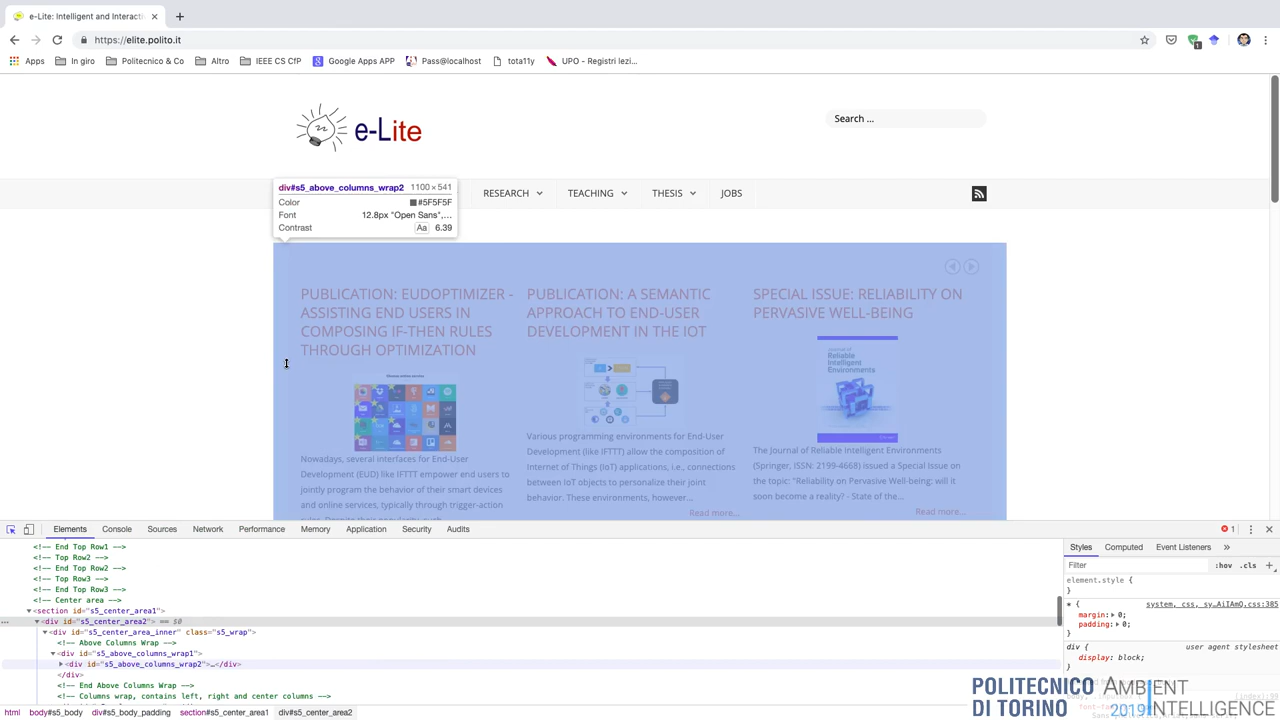 e-Lite: Intelligent and Interacti
https://elite.polito.it
Apps In giro Politecnico & Co Altro IEEE CS CfP Google Apps APP Pass@localhost tota11y UPO - Registri lezi...
e-Lite
Search ...
div#s5_above_columns_wrap2 1100 × 541
Color #5F5F5F
Font 12.8px "Open Sans",...
Contrast Aa 6.39
RESEARCH TEACHING THESIS JOBS
PUBLICATION: EUDOPTIMIZER -
ASSISTING END USERS IN
COMPOSING IF-THEN RULES
THROUGH OPTIMIZATION
Nowadays, several interfaces for End-User
Development (EUD) like IFTTT empower end users to
jointly program the behavior of their smart devices
and online services, typically through trigger-action
PUBLICATION: A SEMANTIC
APPROACH TO END-USER
DEVELOPMENT IN THE IOT
Various programming environments for End-User
Development (like IFTTT) allow the composition of
Internet of Things (IoT) applications, i.e., connections
between IoT objects to personalize their joint
behavior. These environments, however...
Read more...
SPECIAL ISSUE: RELIABILITY ON
PERVASIVE WELL-BEING
Reliable
Intelligent
Environments
The Journal of Reliable Intelligent Environments
(Springer, ISSN: 2199-4668) issued a Special Issue on
the topic: "Reliability on Pervasive Well-being: will it
soon become a reality? - State of the...
Read more...
Elements Console Sources Network Performance Memory Application Security Audits 1
<!-- End Top Row1 -->
<!-- Top Row2 -->
<!-- End Top Row2 -->
<!-- Top Row3 -->
<!-- End Top Row3 -->
<!-- Center area -->
<section id="s5_center_area1">
<div id="s5_center_area2"> == $0
<div id="s5_center_area_inner" class="s5_wrap">
<!-- Above Columns Wrap -->
<div id="s5_above_columns_wrap1">
<div id="s5_above_columns_wrap2">…</div>
</div>
<!-- End Above Columns Wrap -->
<!-- Columns wrap, contains left, right and center columns -->
html body#s5_body div#s5_body_padding section#s5_center_area1 div#s5_center_area2
Styles Computed Event Listeners »
Filter :hov .cls +
element.style {
}
* { system, css, sy…AiIAmQ,css:385
margin: 0;
padding: 0;
}
div { user agent stylesheet
display: block;
}
POLITECNICO
DI TORINO
AMBIENT
2019 INTELLIGENCE